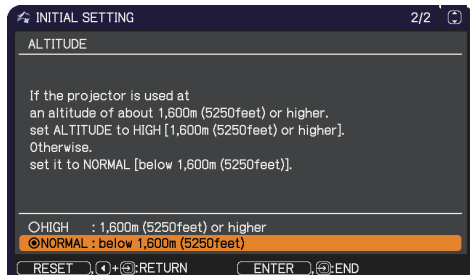 INITIAL SETTING 2/2
ALTITUDE
If the projector is used at
an altitude of about 1,600m (5250feet) or higher.
set ALTITUDE to HIGH [1,600m (5250feet) or higher].
Otherwise.
set it to NORMAL [below 1,600m (5250feet)].
HIGH : 1,600m (5250feet) or higher
NORMAL : below 1,600m (5250feet)
RESET , + :RETURN ENTER , :END